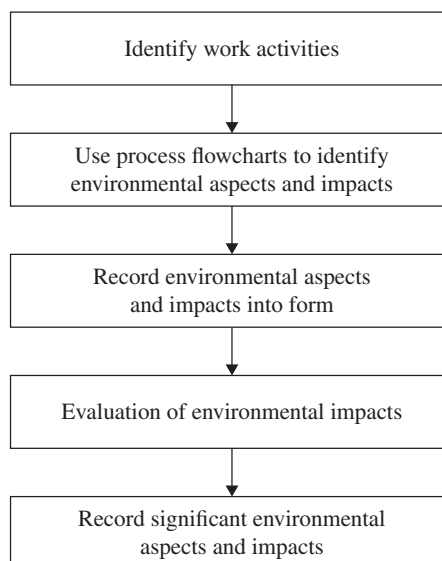 Identify work activities
Use process flowcharts to identify
environmental aspects and impacts
Record environmental aspects
and impacts into form
Evaluation of environmental impacts
Record significant environmental
aspects and impacts